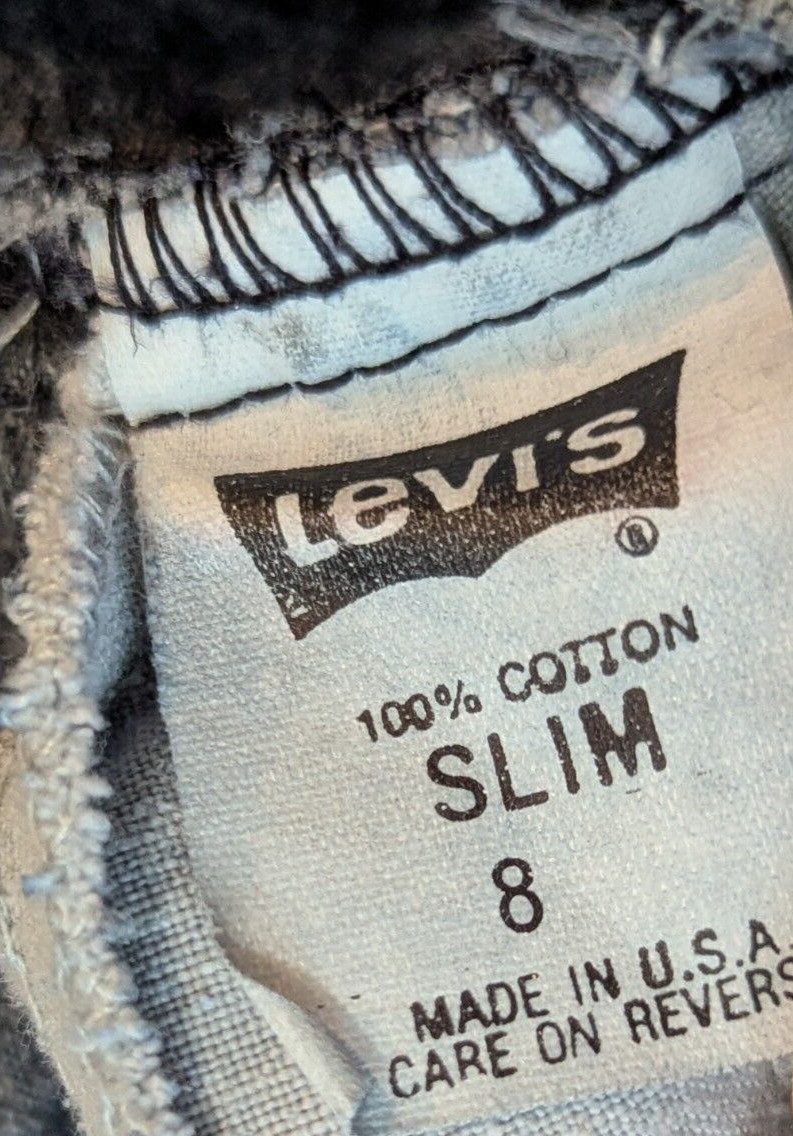 Levi's ®
100% COTTON
SLIM
8
MADE IN U.S.A.
CARE ON REVERS